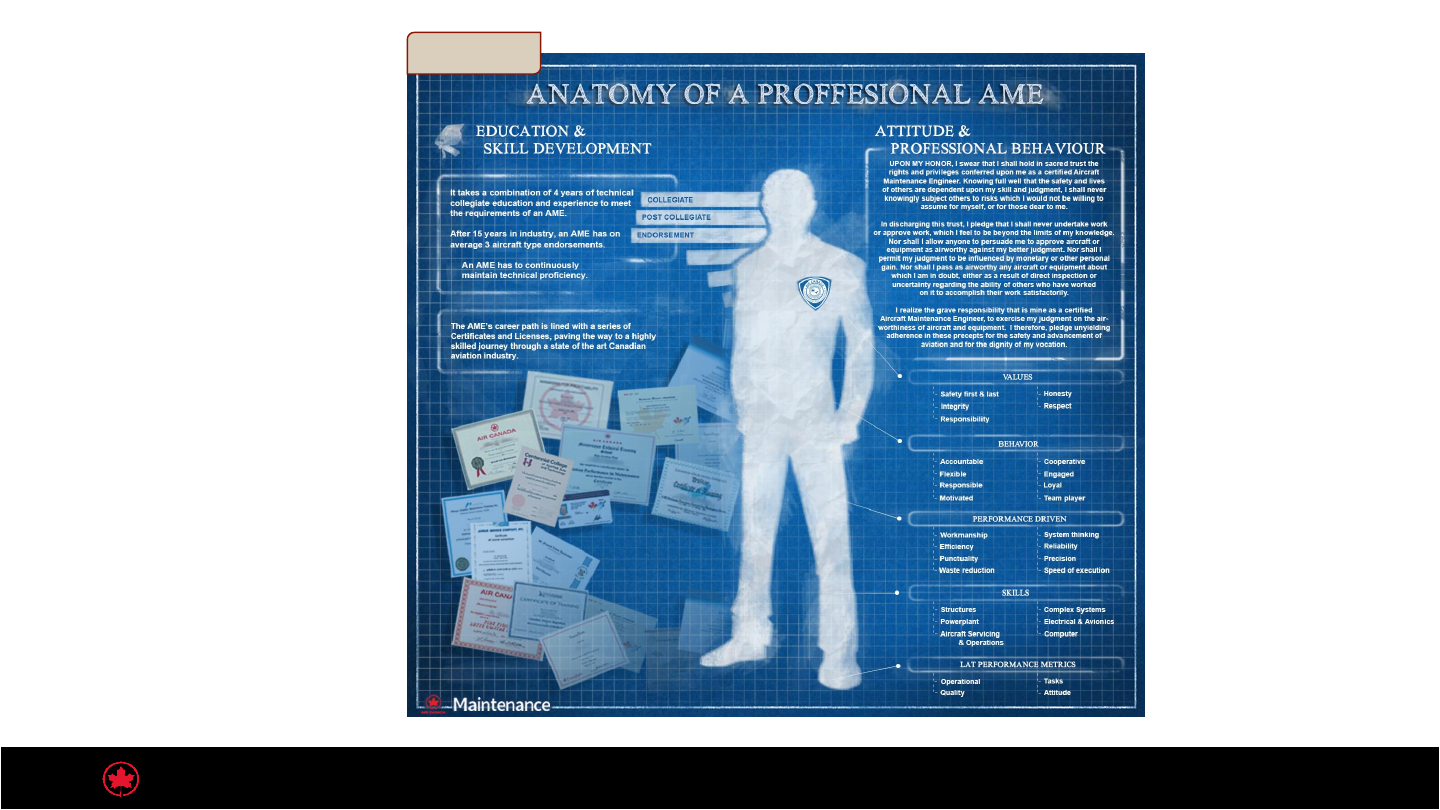 ANATOMY OF A PROFFESIONAL AME
EDUCATION &
SKILL DEVELOPMENT
It takes a combination of 4 years of technical
collegiate education and experience to meet
the requirements of an AME.
After 15 years in industry, an AME has on
average 3 aircraft type endorsements.
An AME has to continuously
maintain technical proficiency.
The AME's career path is lined with a series of
Certificates and Licenses, paving the way to a highly
skilled journey through a state of the art Canadian
aviation industry.
COLLEGIATE
POST COLLEGIATE
ENDORSEMENT
ATTITUDE &
PROFESSIONAL BEHAVIOUR
UPON MY HONOR, I swear that I shall hold in sacred trust the
rights and privileges conferred upon me as a certified Aircraft
Maintenance Engineer. Knowing full well that the safety and lives
of others are dependent upon my skill and judgment, I shall never
knowingly subject others to risks which I would not be willing to
assume for myself, or for those dear to me.
In discharging this trust, I pledge that I shall never undertake work
or approve work, which I feel to be beyond the limits of my knowledge.
Nor shall I allow anyone to persuade me to approve aircraft or
equipment as airworthy against my better judgment. Nor shall I
permit my judgment to be influenced by monetary or other personal
gain. Nor shall I pass as airworthy any aircraft or equipment about
which I am in doubt, either as a result of direct inspection or
uncertainty regarding the ability of others who have worked
on it to accomplish their work satisfactorily.
I realize the grave responsibility that is mine as a certified
Aircraft Maintenance Engineer, to exercise my judgment on the air-
worthiness of aircraft and equipment. I therefore, pledge unyielding
adherence in these precepts for the safety and advancement of
aviation and for the dignity of my vocation.
VALUES
Safety first & last
Integrity
Responsibility
Honesty
Respect
BEHAVIOR
Accountable
Flexible
Responsible
Motivated
Cooperative
Engaged
Loyal
Team player
PERFORMANCE DRIVEN
Workmanship
Efficiency
Punctuality
Waste reduction
System thinking
Reliability
Precision
Speed of execution
SKILLS
Structures
Powerplant
Aircraft Servicing
& Operations
Complex Systems
Electrical & Avionics
Computer
LAT PERFORMANCE METRICS
Operational
Quality
Tasks
Attitude
AIR CANADA
Centennial College
AIR CANADA
CERTIFICATE OF TRAINING
Maintenance